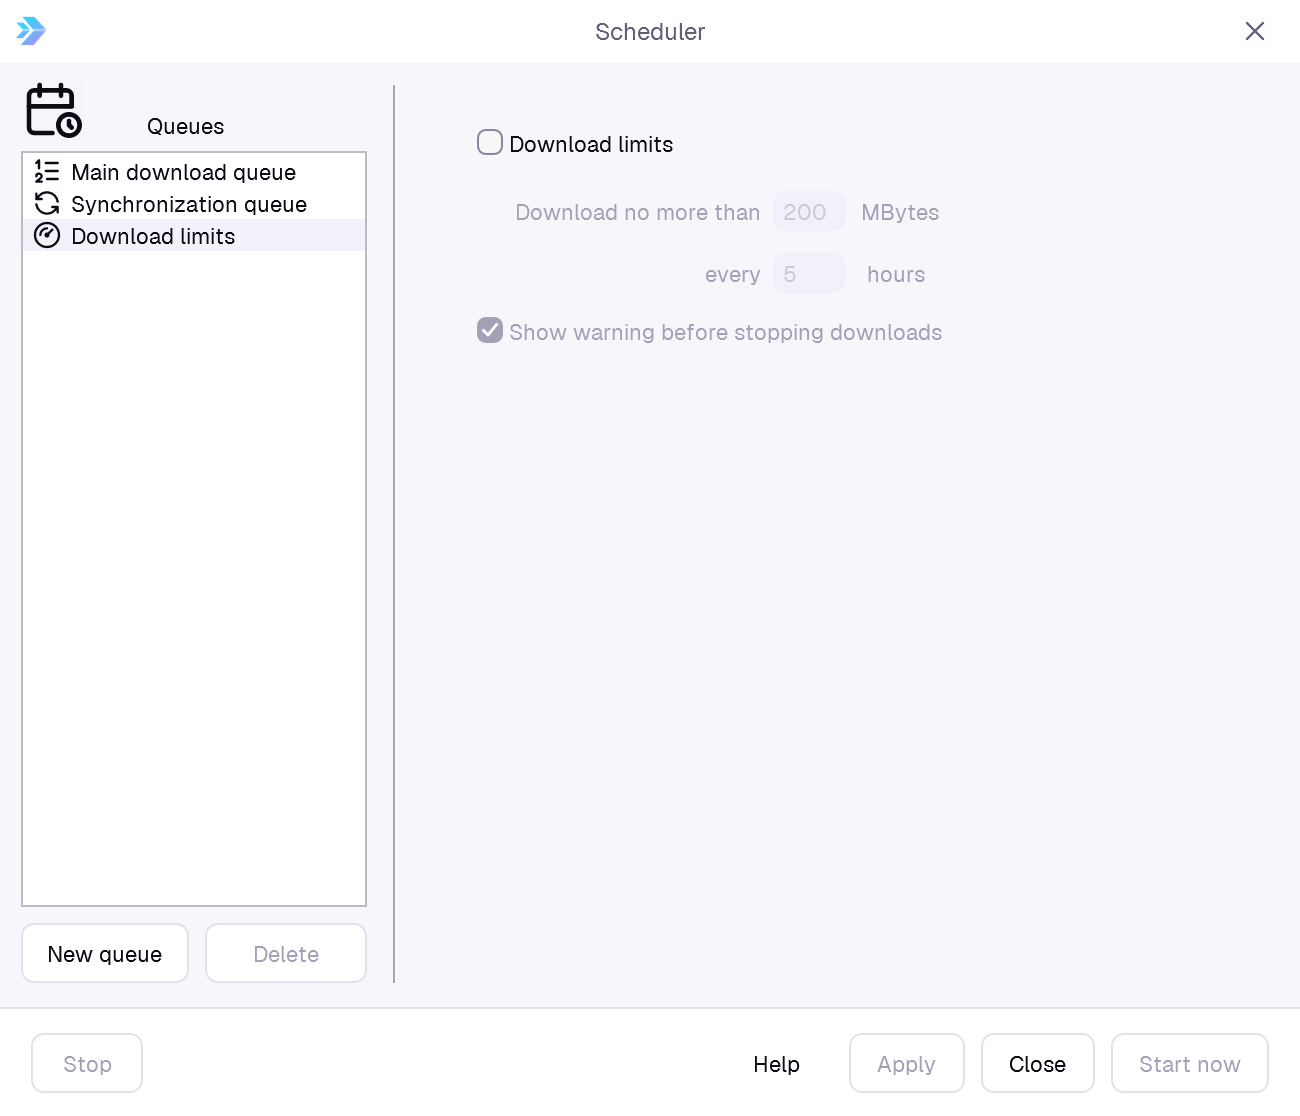 Scheduler
Queues
Main download queue
Synchronization queue
Download limits
New queue
Delete
Download limits
Download no more than 200 MBytes
every 5 hours
Show warning before stopping downloads
Stop
Help
Apply
Close
Start now